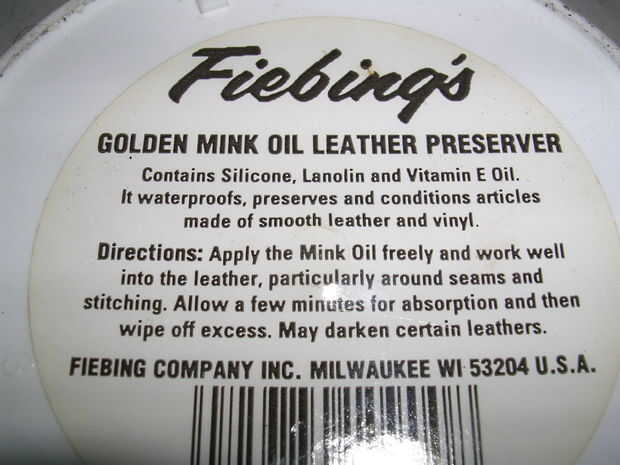 Fiebing's
GOLDEN MINK OIL LEATHER PRESERVER
Contains Silicone, Lanolin and Vitamin E Oil.
It waterproofs, preserves and conditions articles
made of smooth leather and vinyl.
Directions: Apply the Mink Oil freely and work well
into the leather, particularly around seams and
stitching. Allow a few minutes for absorption and then
wipe off excess. May darken certain leathers.
FIEBING COMPANY INC. MILWAUKEE WI 53204 U.S.A.